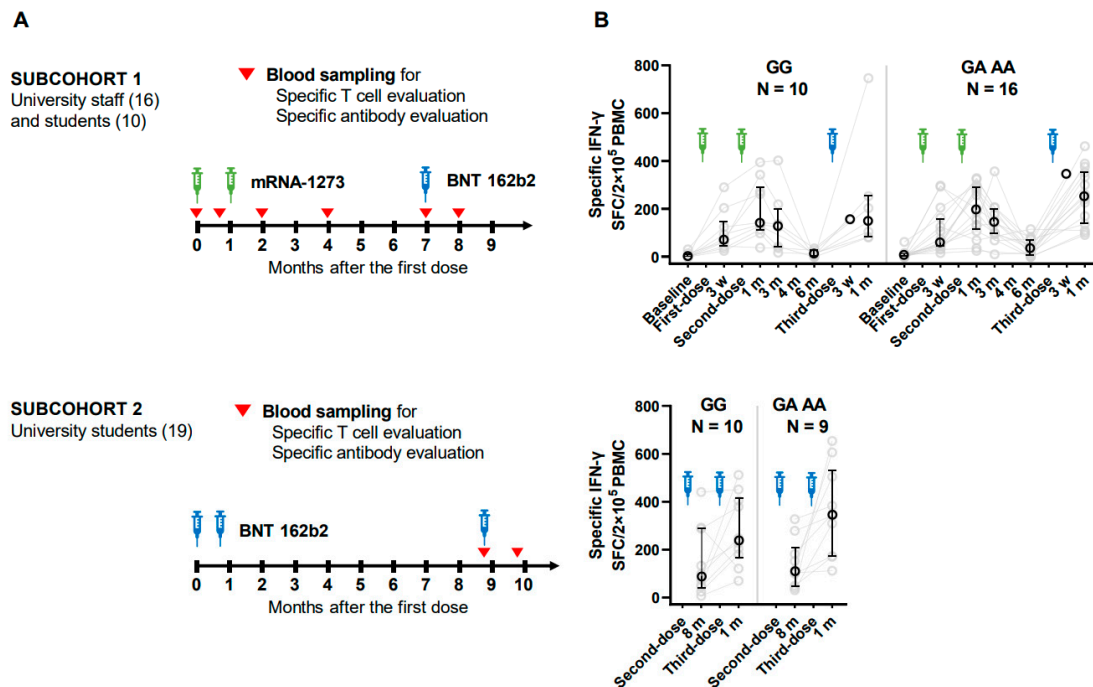 A
SUBCOHORT 1
University staff (16)
and students (10)
Blood sampling for
Specific T cell evaluation
Specific antibody evaluation
mRNA-1273
BNT 162b2
0 1 2 3 4 5 6 7 8 9
Months after the first dose
SUBCOHORT 2
University students (19)
Blood sampling for
Specific T cell evaluation
Specific antibody evaluation
BNT 162b2
0 1 2 3 4 5 6 7 8 9 10
Months after the first dose
B
Specific IFN-γ
SFC/2×10⁵ PBMC
800
600
400
200
0
GG
N = 10
GA AA
N = 16
Baseline
First-dose
3 w
Second-dose
1 m
3 m
4 m
6 m
Third-dose
3 w
1 m
Baseline
First-dose
3 w
Second-dose
1 m
3 m
4 m
6 m
Third-dose
3 w
1 m
Specific IFN-γ
SFC/2×10⁵ PBMC
800
600
400
200
0
GG
N = 10
GA AA
N = 9
Second-dose
8 m
Third-dose
1 m
Second-dose
8 m
Third-dose
1 m